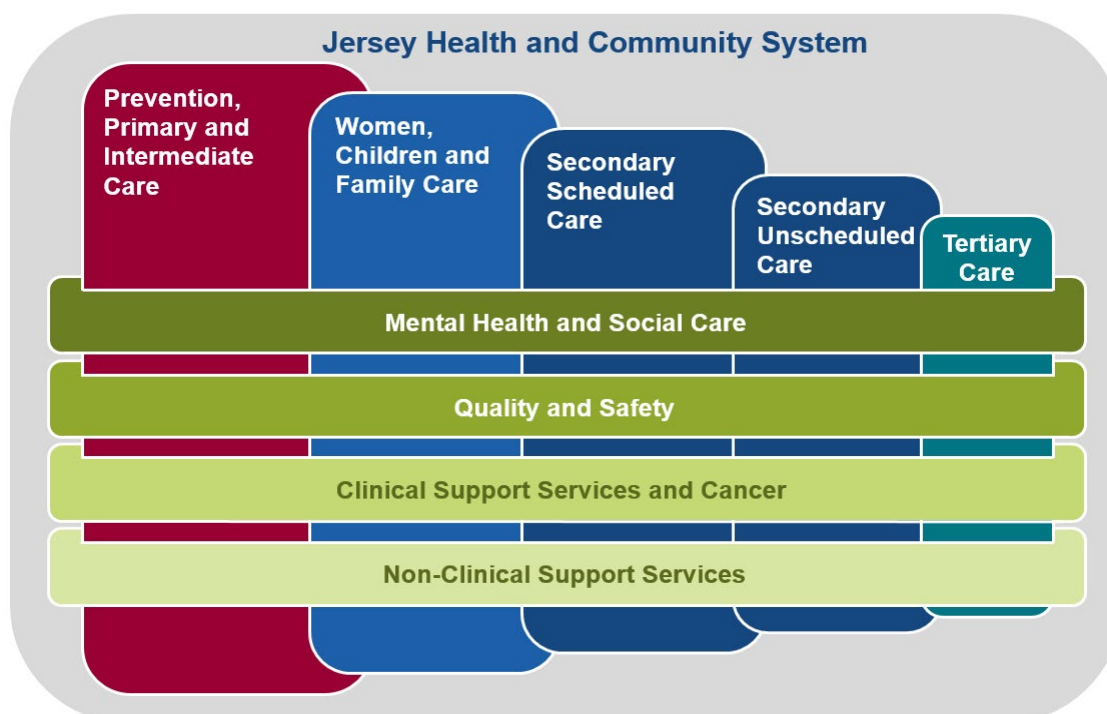 Jersey Health and Community System
Prevention,
Primary and
Intermediate
Care
Women,
Children and
Family Care
Secondary
Scheduled
Care
Secondary
Unscheduled
Care
Tertiary
Care
Mental Health and Social Care
Quality and Safety
Clinical Support Services and Cancer
Non-Clinical Support Services